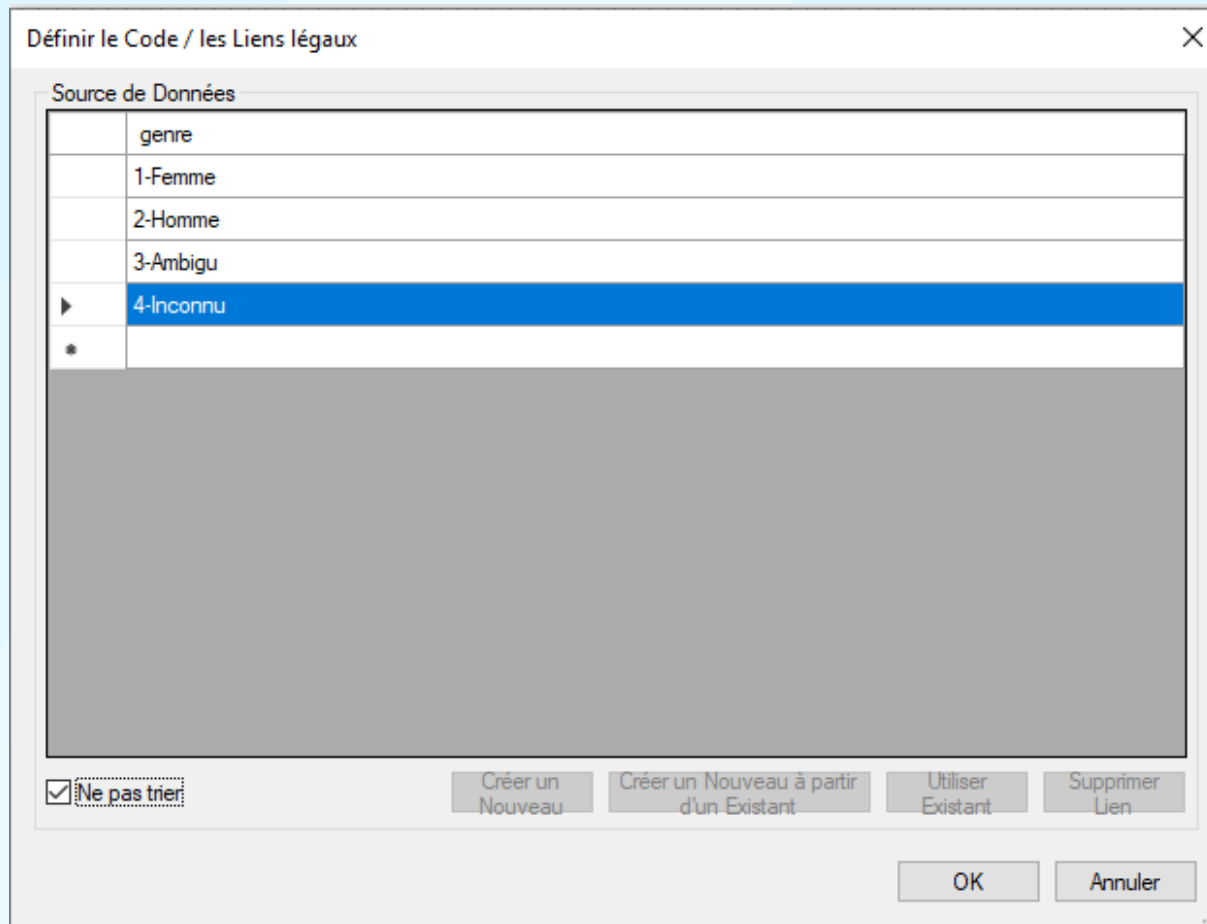 Définir le Code / les Liens légaux
Source de Données
genre
1-Femme
2-Homme
3-Ambigu
4-Inconnu
Ne pas trier
Créer un
Nouveau
Créer un Nouveau à partir
d'un Existant
Utiliser
Existant
Supprimer
Lien
OK
Annuler